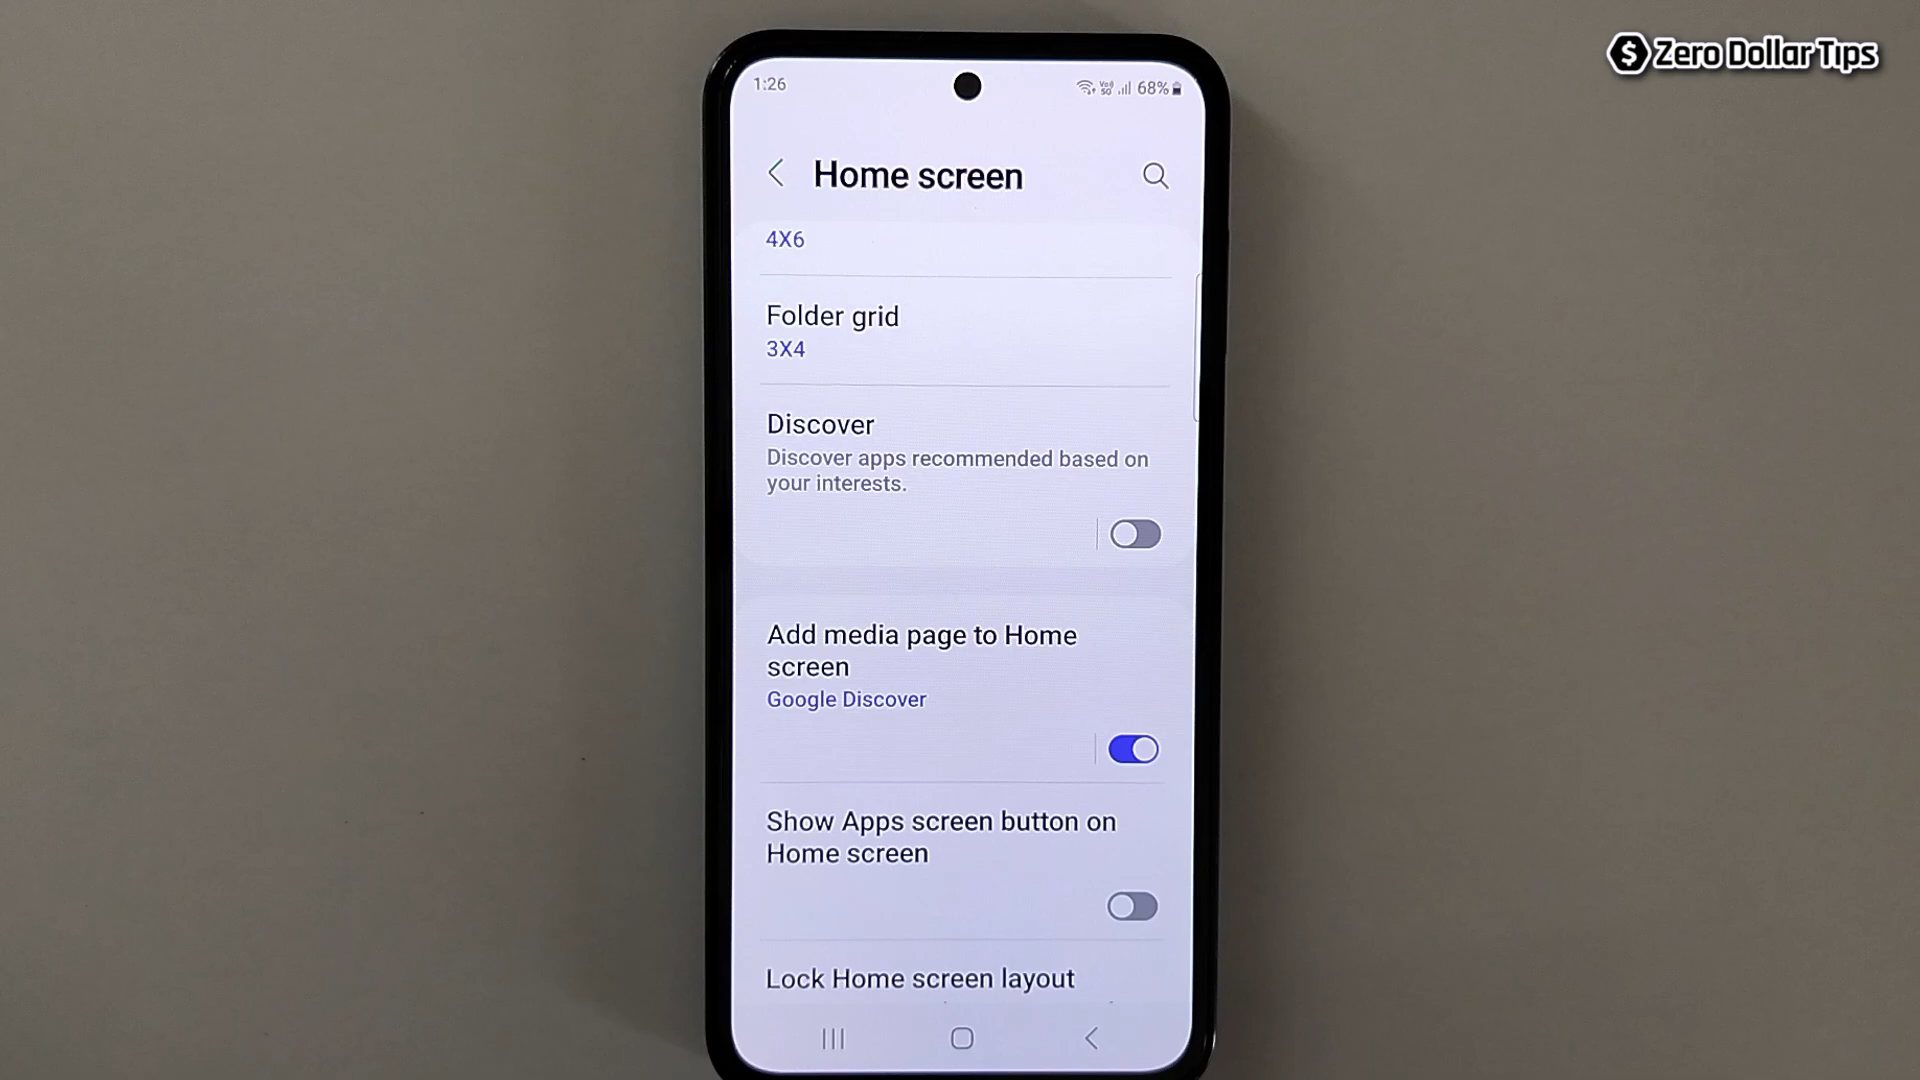 Zero Dollar Tips
1:26
68%
Home screen
4X6
Folder grid
3X4
Discover
Discover apps recommended based on
your interests.
Add media page to Home
screen
Google Discover
Show Apps screen button on
Home screen
Lock Home screen layout